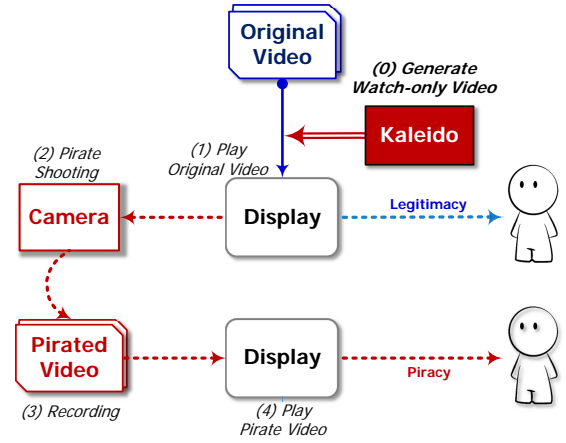 Original
Video
(0) Generate
Watch-only Video
Kaleido
(1) Play
Original Video
(2) Pirate
Shooting
Camera
Display
Legitimacy
Pirated
Video
Display
Piracy
(3) Recording
(4) Play
Pirate Video